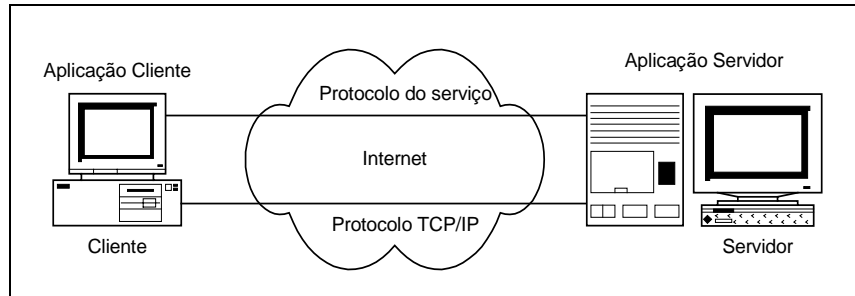 Aplicação Cliente
Aplicação Servidor
Protocolo do serviço
Internet
Protocolo TCP/IP
Cliente
Servidor